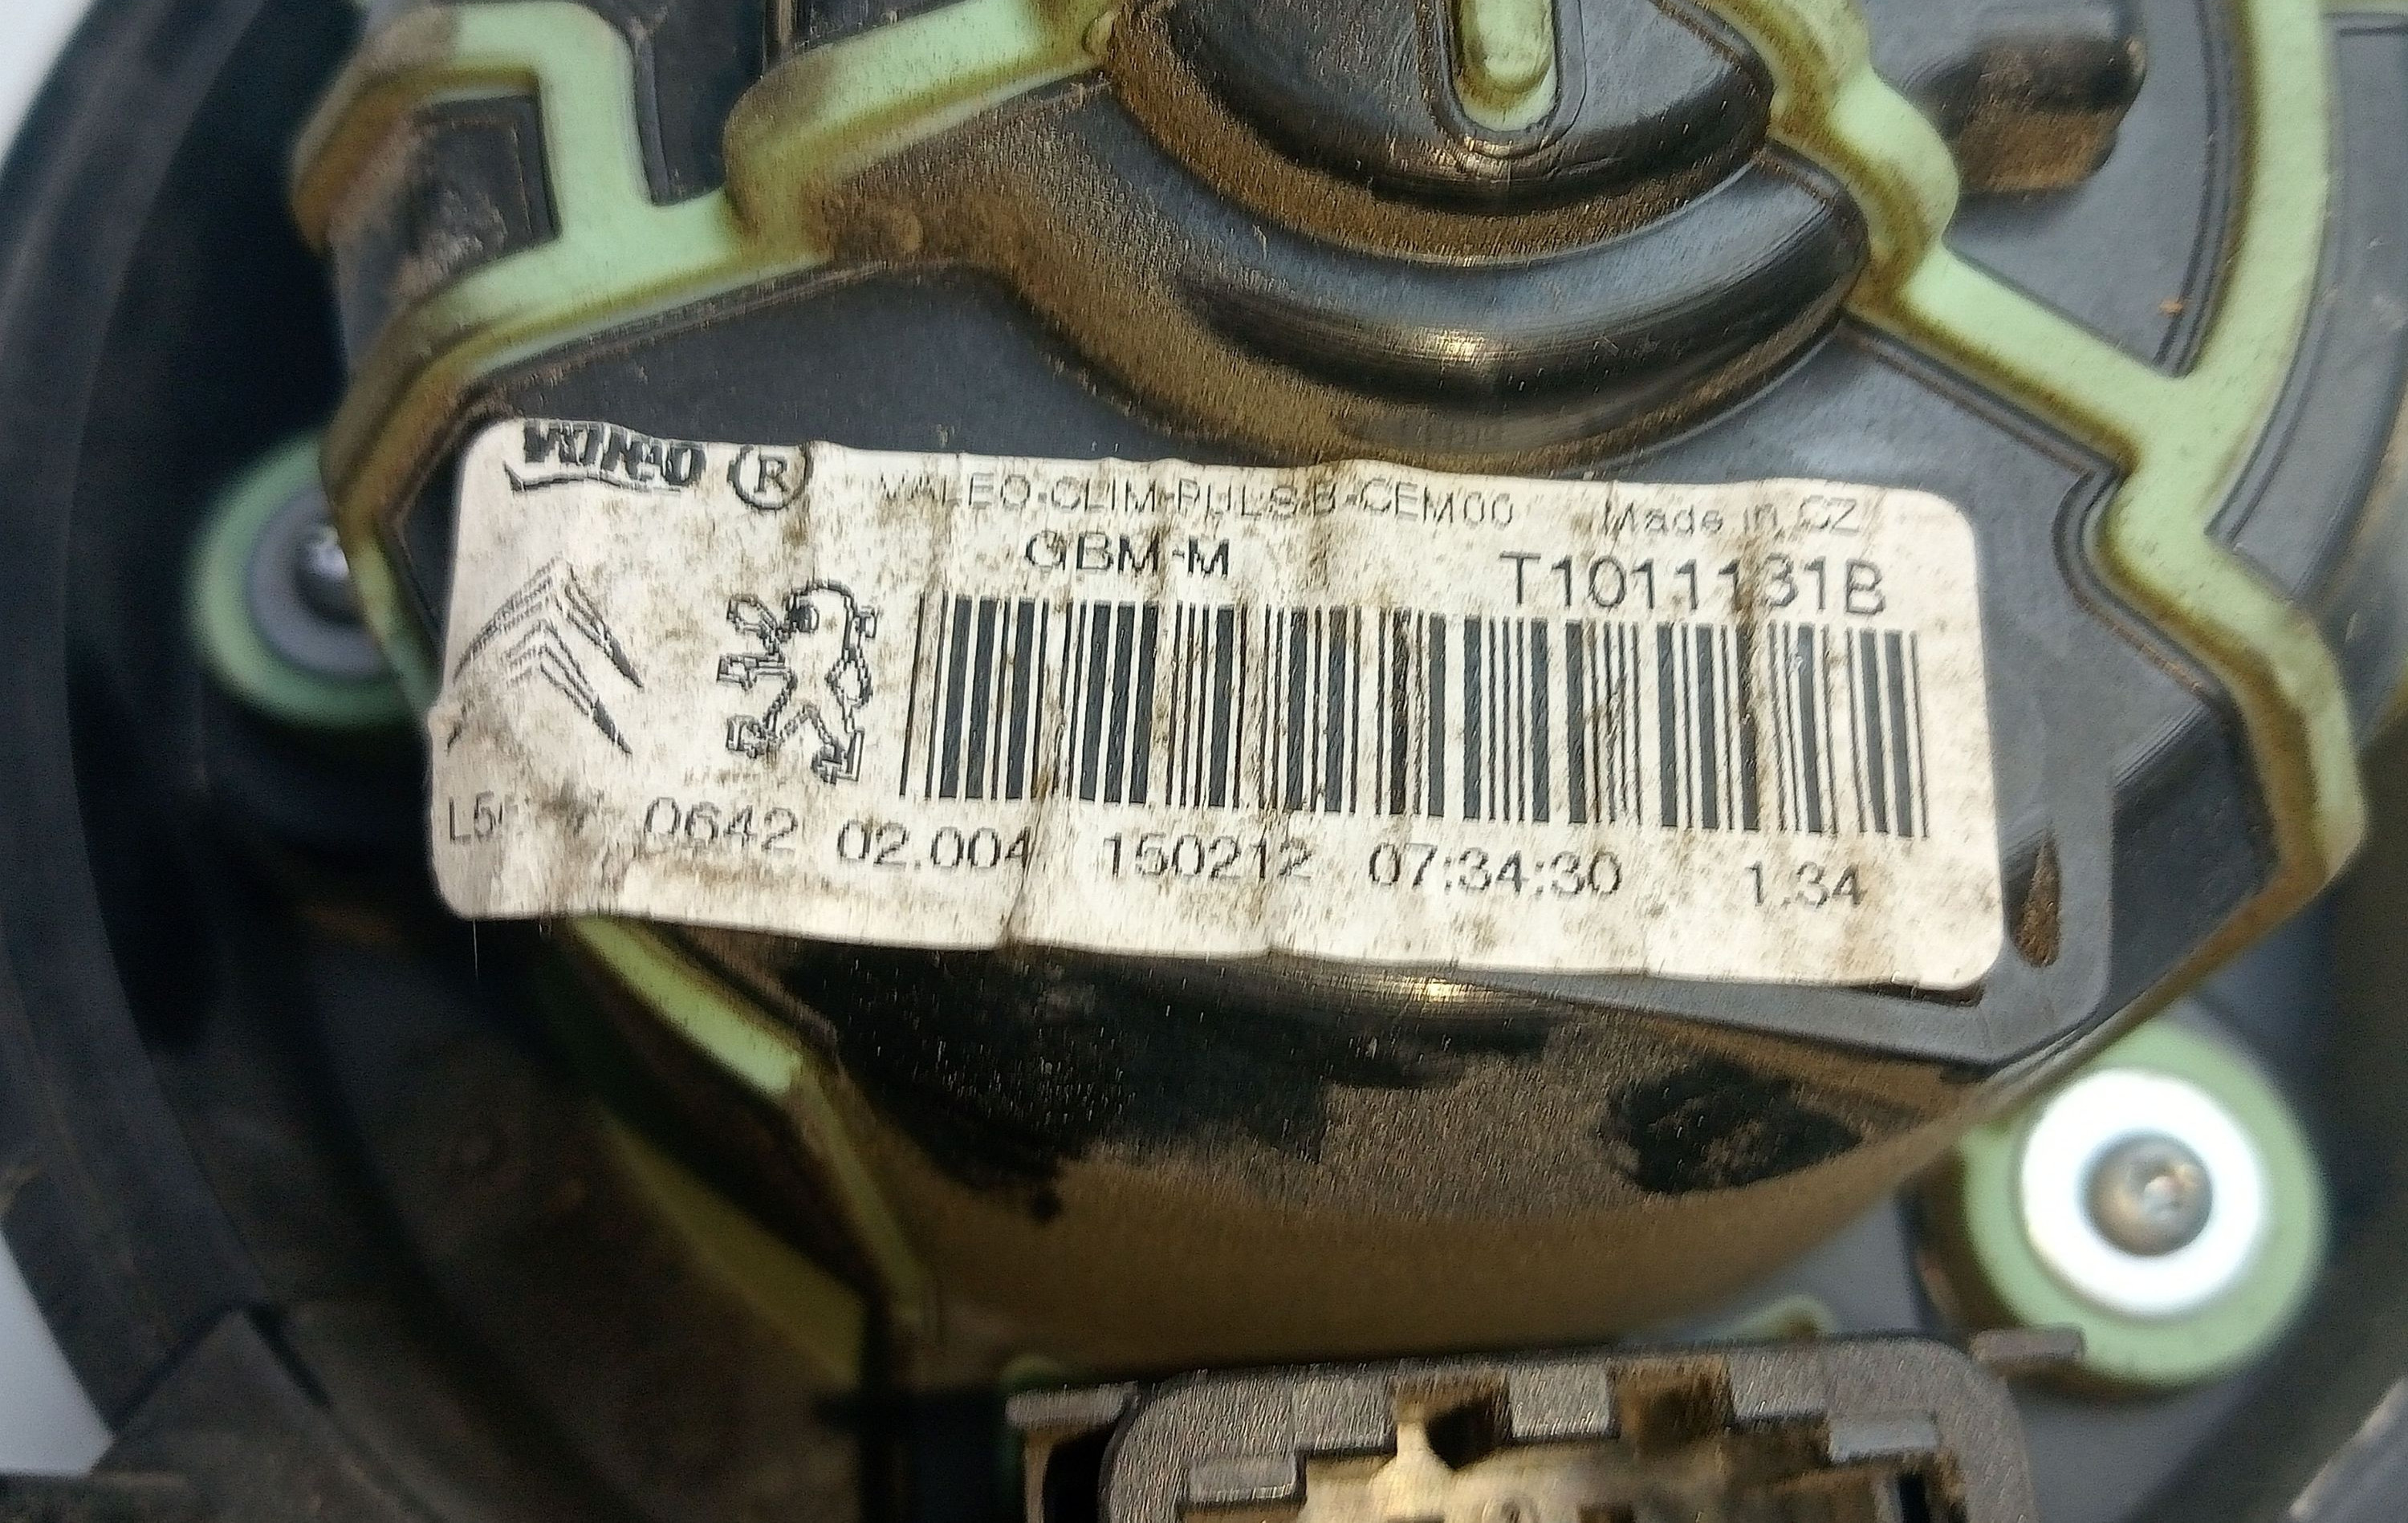 Valeo ®
VALEO-CLIM-PULS-B-CEM00 Made in CZ
GBM-M T1011131B
0642 02.004 150212 07:34:30 1.34